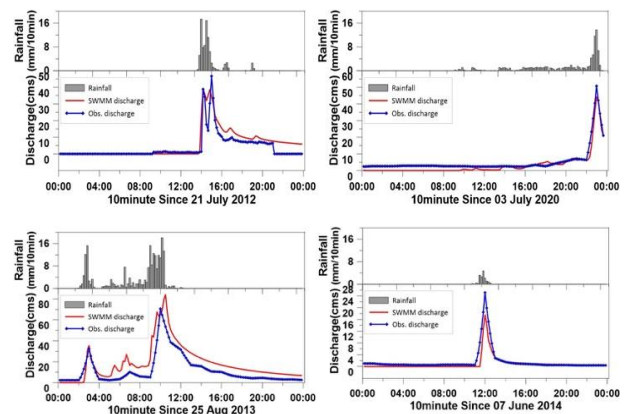 Rainfall (mm/10min)
16
8
0
Discharge(cms)
60
50
40
30
20
10
0
Rainfall
SWMM discharge
Obs. discharge
00:00 04:00 08:00 12:00 16:00 20:00 00:00
10minute Since 21 July 2012
Rainfall (mm/10min)
16
8
0
Discharge(cms)
60
50
40
30
20
10
0
Rainfall
SWMM discharge
Obs. discharge
00:00 04:00 08:00 12:00 16:00 20:00 00:00
10minute Since 03 July 2020
Rainfall (mm/10min)
16
8
0
Discharge(cms)
80
60
40
20
0
Rainfall
SWMM discharge
Obs. discharge
00:00 04:00 08:00 12:00 16:00 20:00 00:00
10minute Since 25 Aug 2013
Rainfall (mm/10min)
16
8
0
Discharge(cms)
28
24
20
16
12
8
4
0
Rainfall
SWMM discharge
Obs. discharge
00:00 04:00 08:00 12:00 16:00 20:00 00:00
10minute Since 07 June 2014